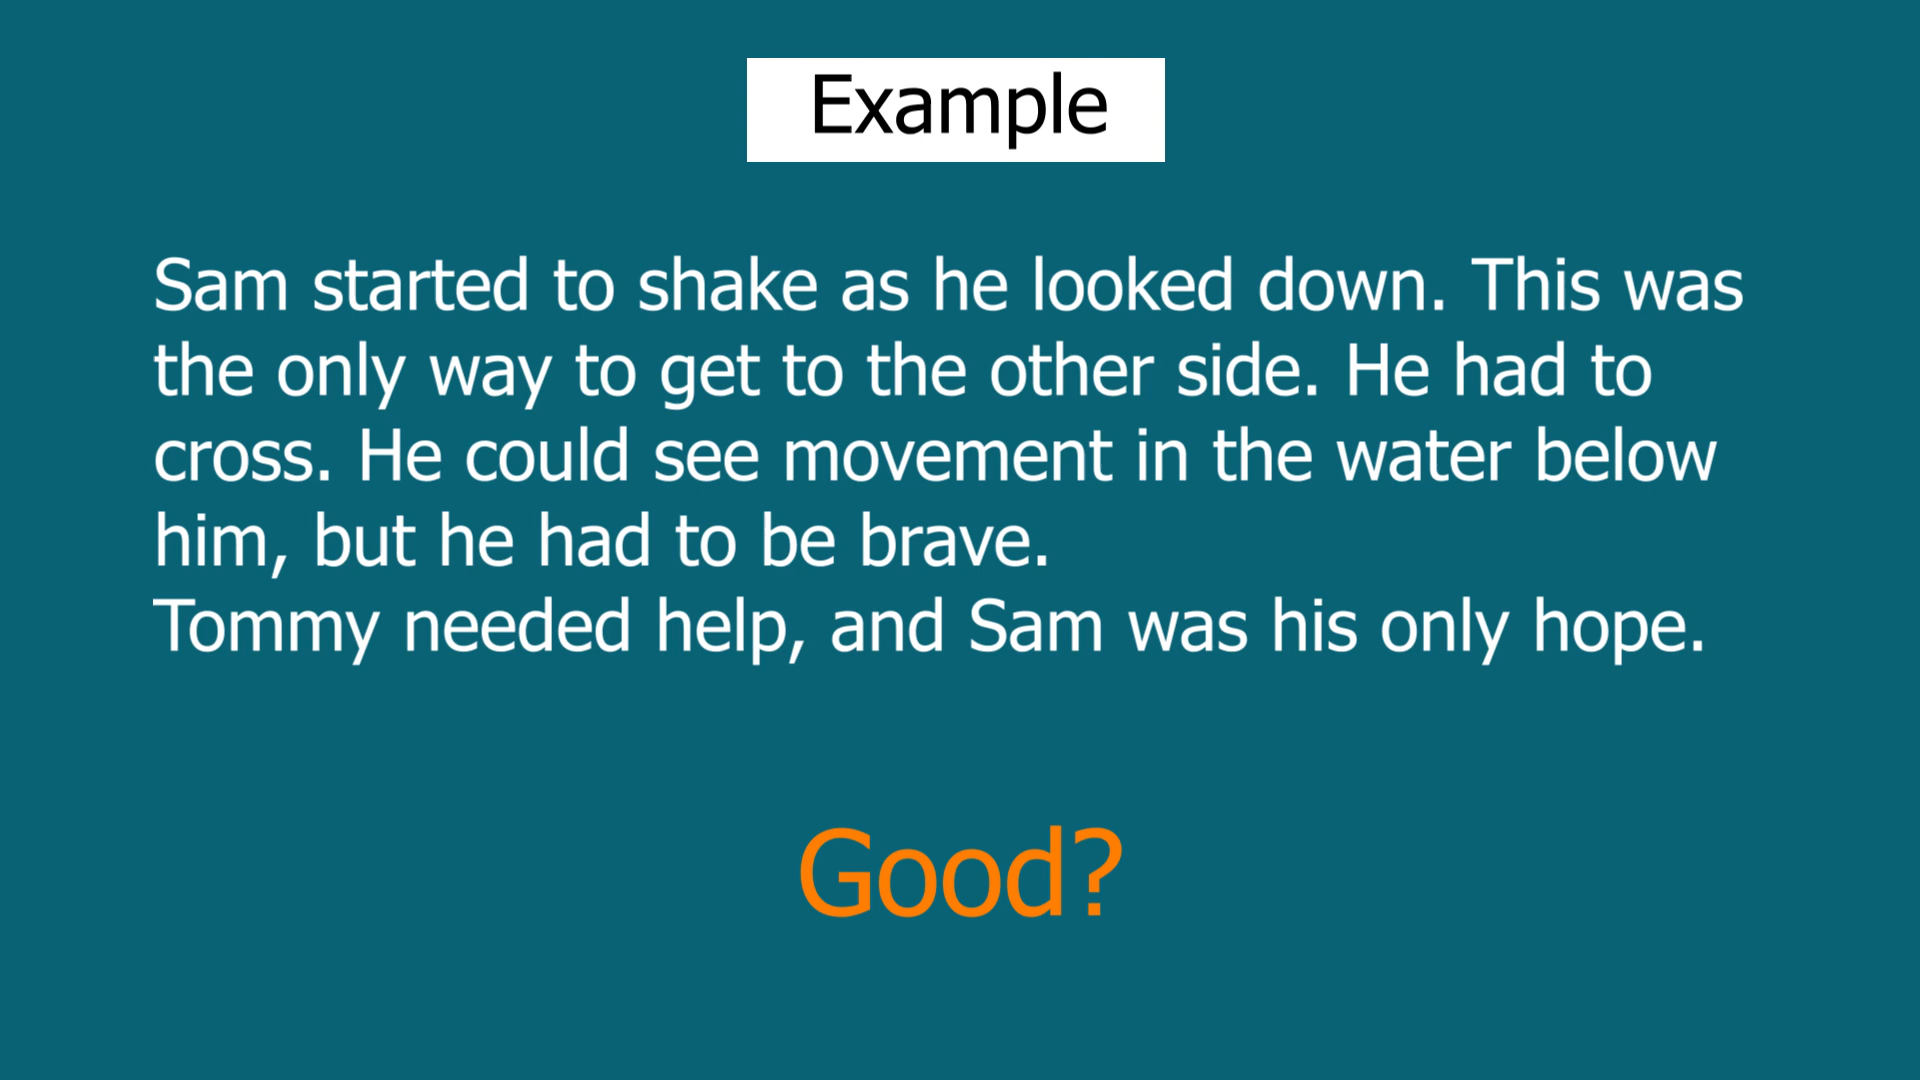 Example
Sam started to shake as he looked down. This was
the only way to get to the other side. He had to
cross. He could see movement in the water below
him, but he had to be brave.
Tommy needed help, and Sam was his only hope.
Good?